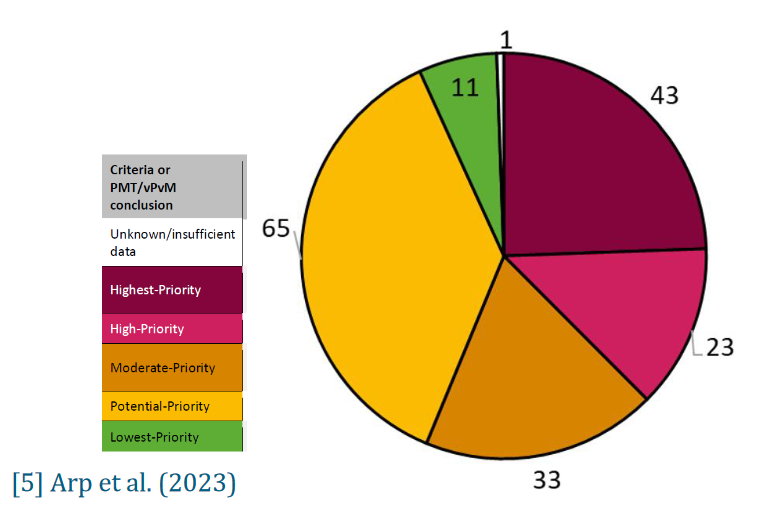 1
43
11
Criteria or
PMT/vPvM
conclusion
Unknown/insufficient
data
65
Highest-Priority
High-Priority
23
Moderate-Priority
Potential-Priority
Lowest-Priority
33
[5] Arp et al. (2023)